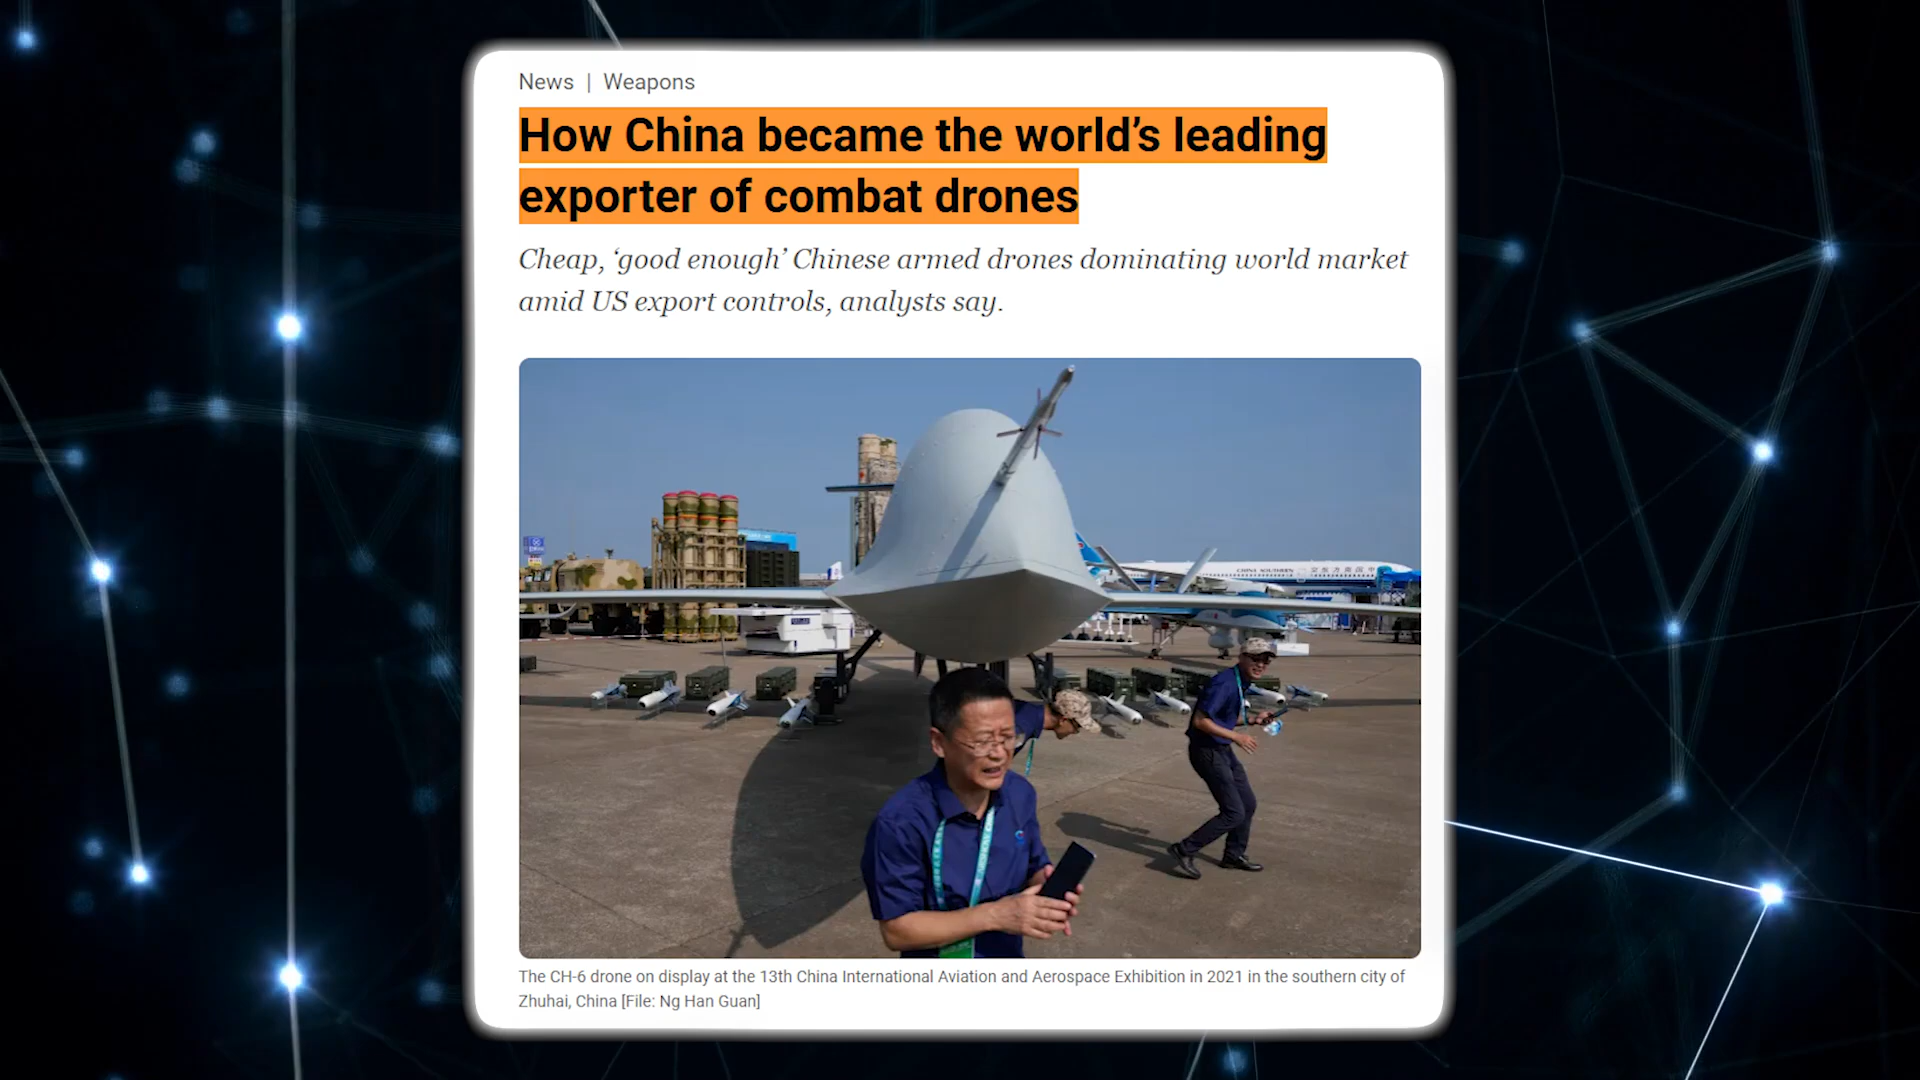 News | Weapons
How China became the world’s leading
exporter of combat drones
Cheap, ‘good enough’ Chinese armed drones dominating world market
amid US export controls, analysts say.
CHINA SOUTHERN
The CH-6 drone on display at the 13th China International Aviation and Aerospace Exhibition in 2021 in the southern city of
Zhuhai, China [File: Ng Han Guan]